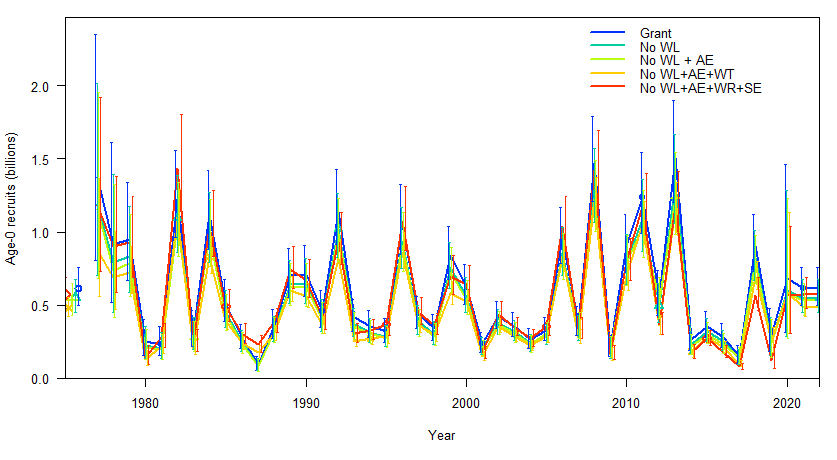 Grant
No WL
No WL + AE
No WL+AE+WT
No WL+AE+WR+SE
2.0
1.5
1.0
0.5
0.0
Age-0 recruits (billions)
1980 1990 2000 2010 2020
Year